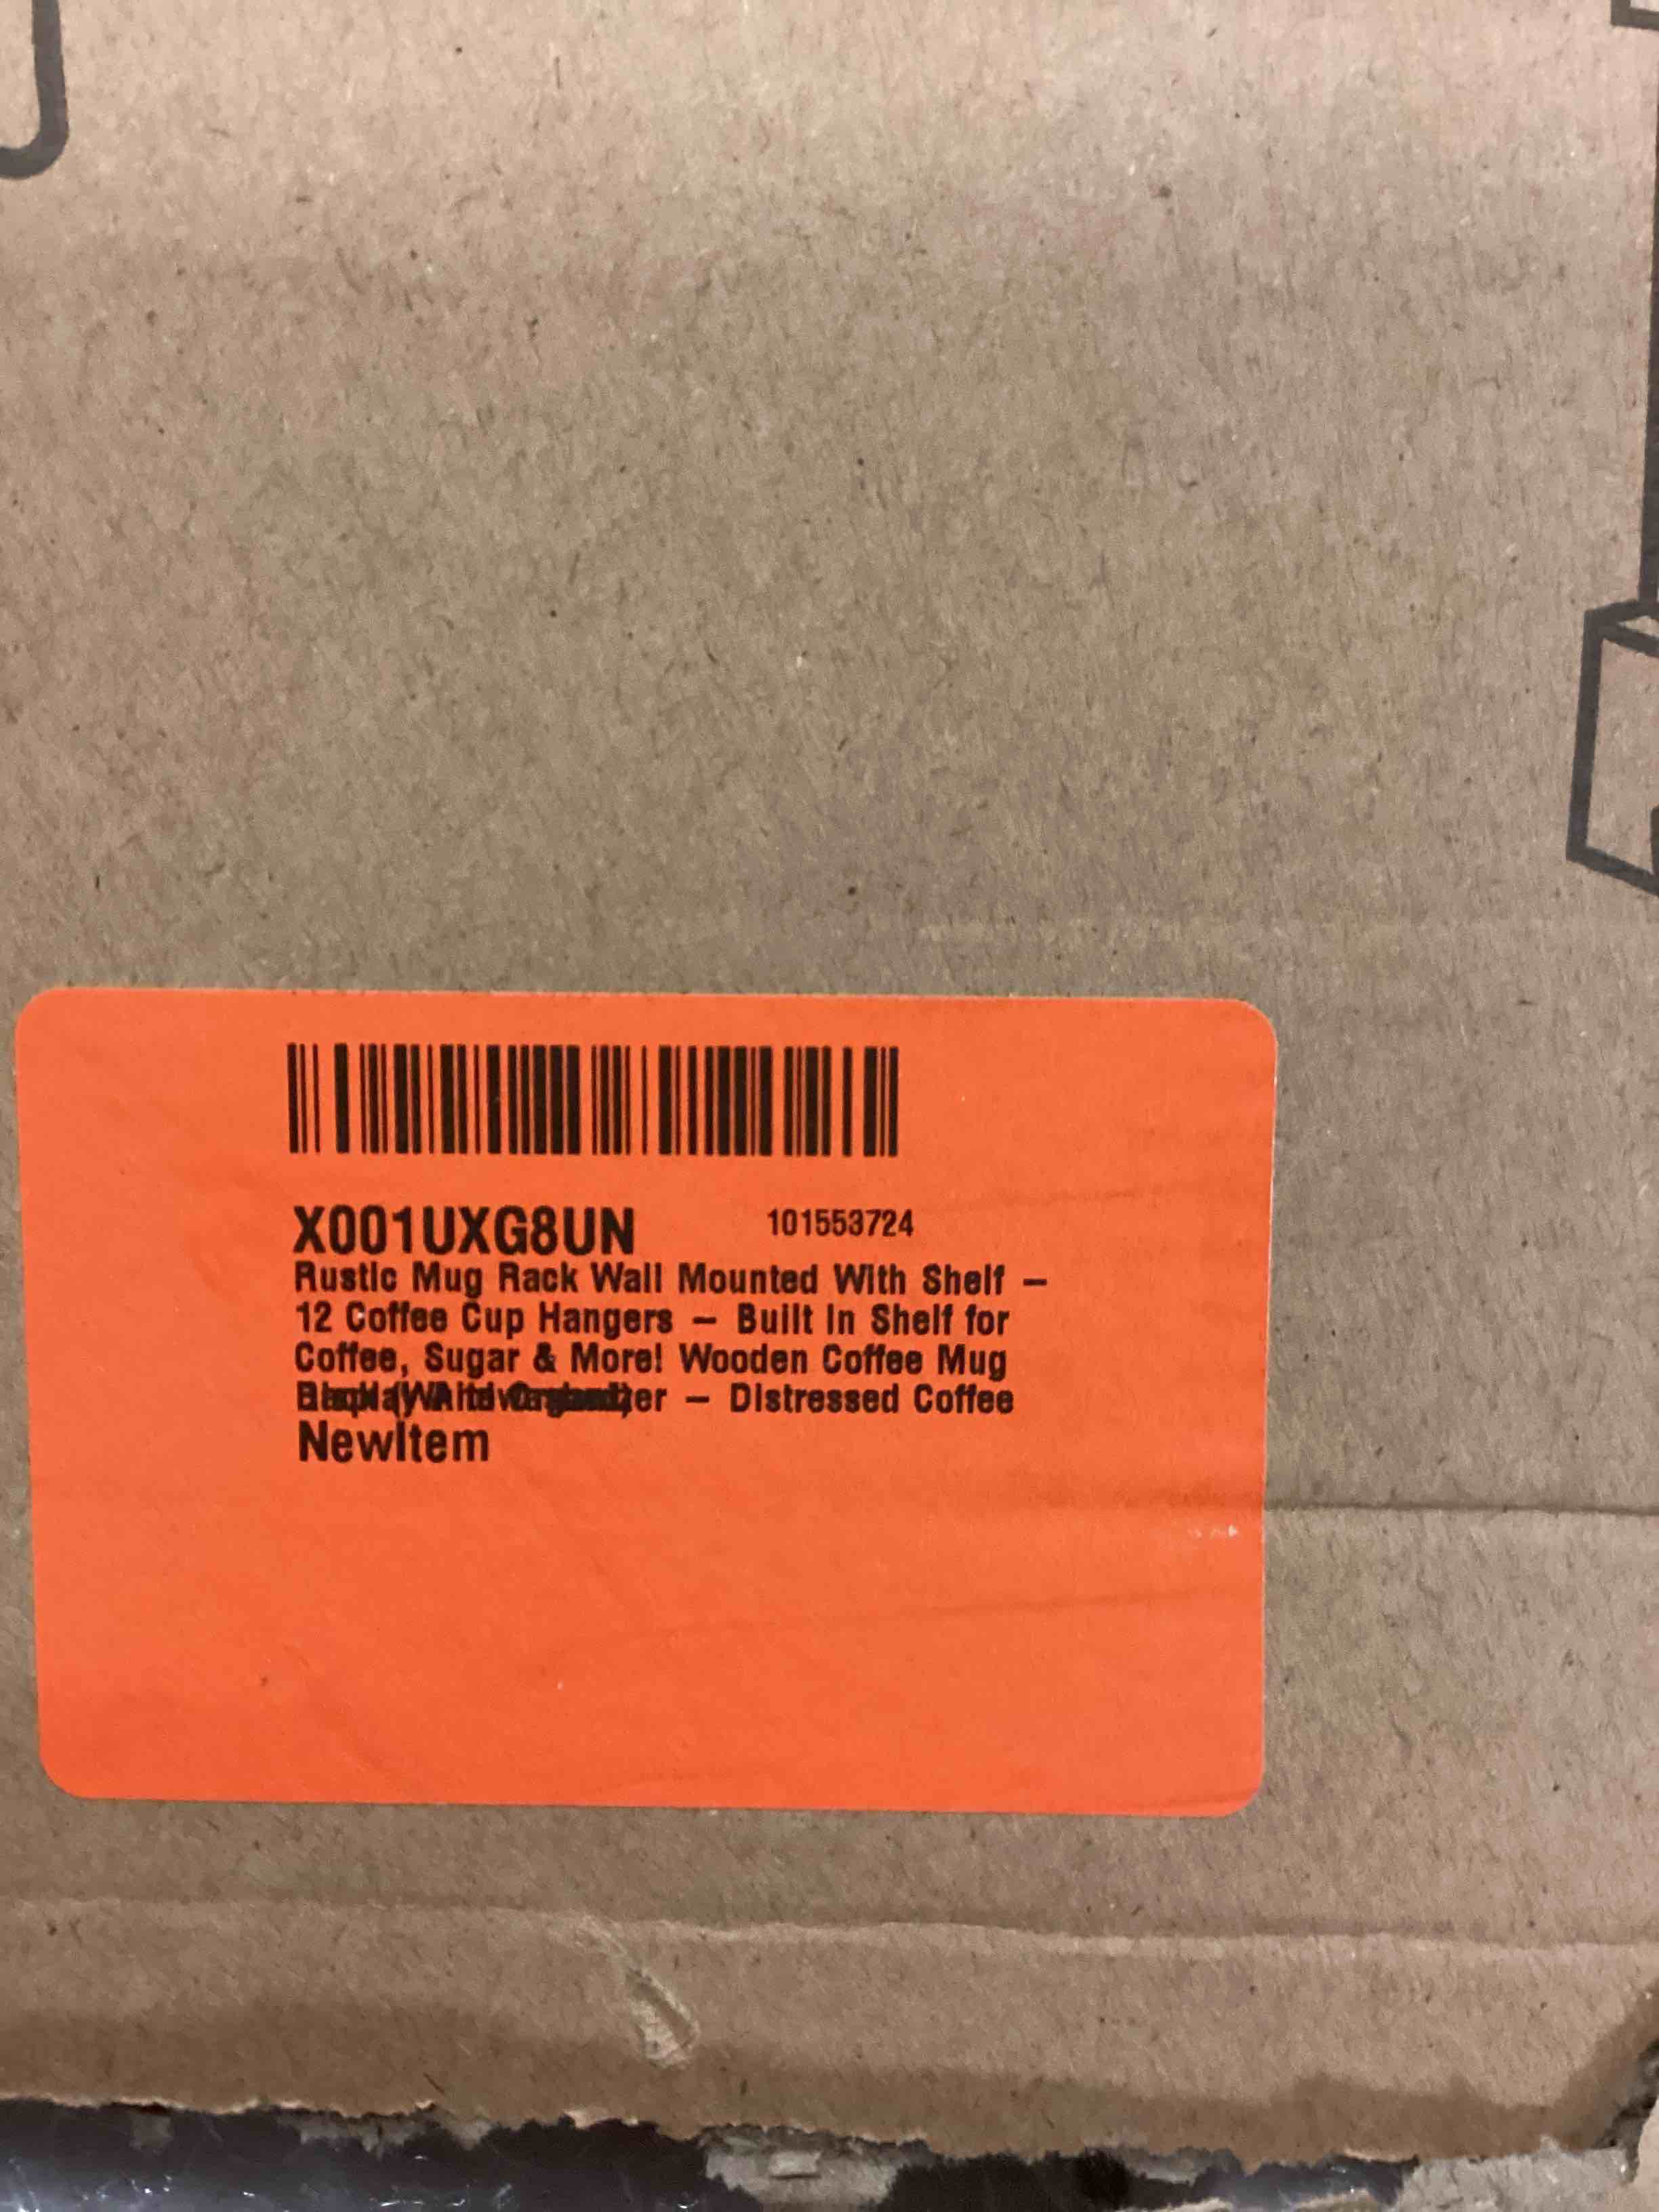 X001UXG8UN 101553724
Rustic Mug Rack Wall Mounted With Shelf –
12 Coffee Cup Hangers – Built In Shelf for
Coffee, Sugar & More! Wooden Coffee Mug
– Distressed Coffee
NewItem